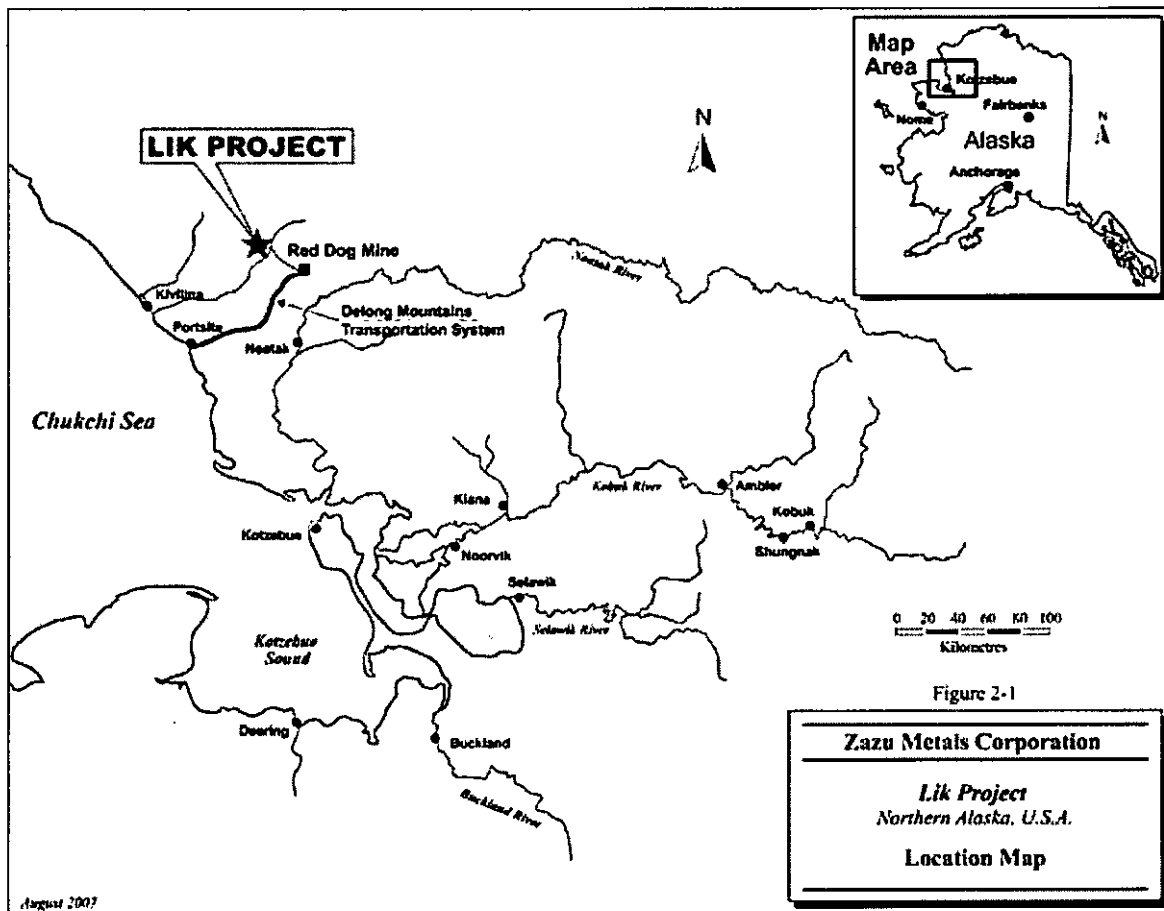 Map
Area
Kotzebue
Nome
Fairbanks
Alaska
Anchorage
N
N
LIK PROJECT
Red Dog Mine
Noatak River
Kivilina
Delong Mountains
Transportation System
Portsite
Noatak
Chukchi Sea
Kiana
Kobuk River
Ambler
Kobuk
Shungnak
Kotzebue
Noorvik
Selawik
Selawik River
Kotzebue
Sound
0 20 40 60 80 100
Kilometres
Figure 2-1
Deering
Buckland
Buckland River
Zazu Metals Corporation
Lik Project
Northern Alaska, U.S.A.
Location Map
August 2007